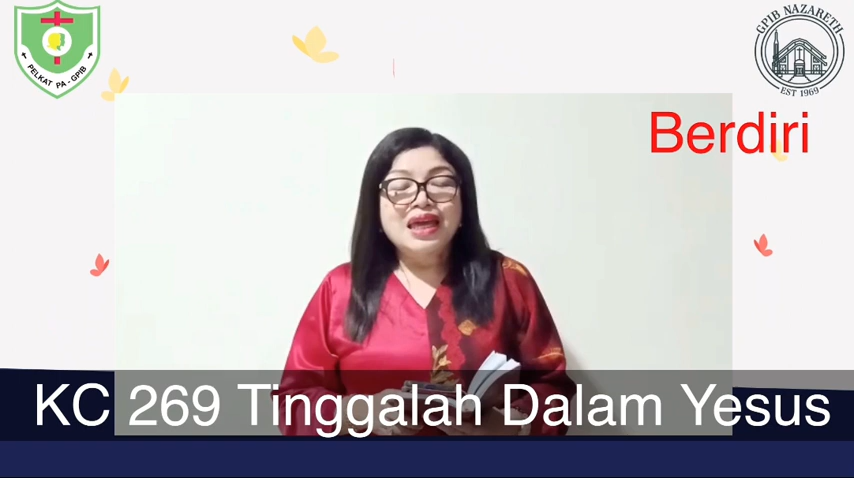 PELKAT PA - GPIB
GPIB NAZARETH
EST 1969
Berdiri
KC 269 Tinggalah Dalam Yesus